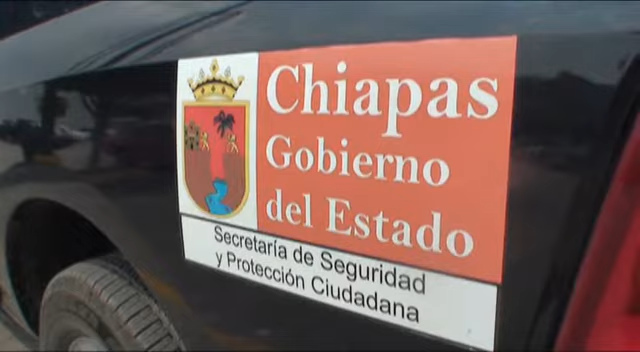 Chiapas
Gobierno
del Estado
Secretaría de Seguridad
y Protección Ciudadana